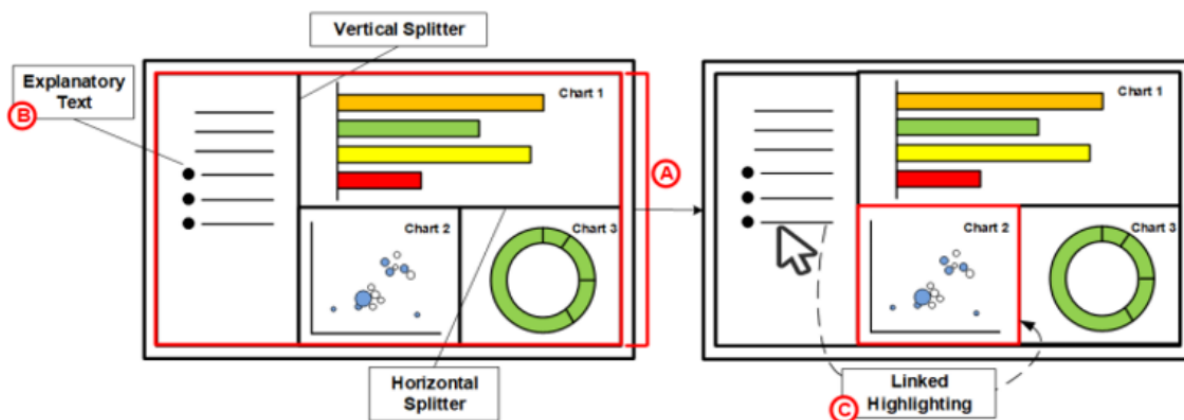 Vertical Splitter
Explanatory
Text
B
Chart 1
A
Chart 2
Chart 3
Horizontal
Splitter
Chart 1
Chart 2
Chart 3
Linked
Highlighting
C